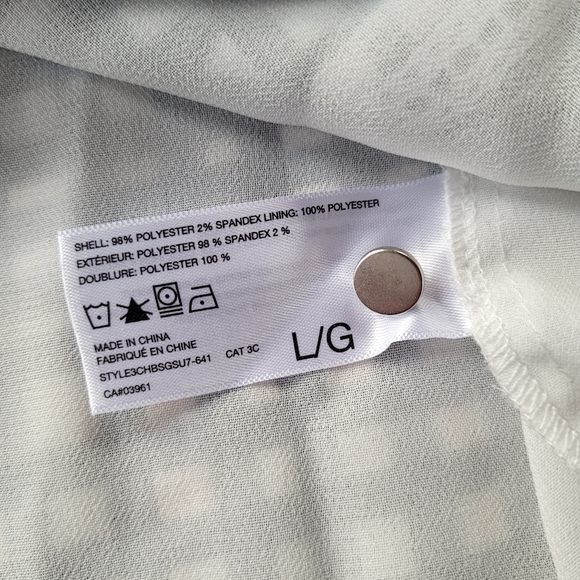 SHELL: 98% POLYESTER 2% SPANDEX LINING: 100% POLYESTER
EXTÉRIEUR: POLYESTER 98 % SPANDEX 2 %
DOUBLURE: POLYESTER 100 %
MADE IN CHINA
FABRIQUÉ EN CHINE
STYLE3CHBSGSU7-641 CAT 3C
CA#03961
L/G